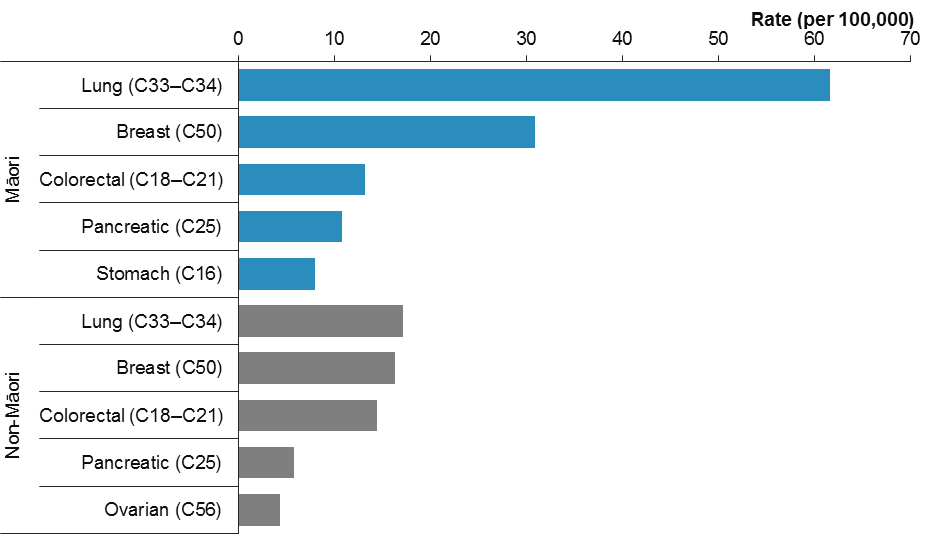 Rate (per 100,000)
0 10 20 30 40 50 60 70
Māori
Lung (C33–C34)
Breast (C50)
Colorectal (C18–C21)
Pancreatic (C25)
Stomach (C16)
Non-Māori
Lung (C33–C34)
Breast (C50)
Colorectal (C18–C21)
Pancreatic (C25)
Ovarian (C56)